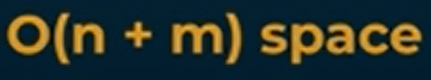 O(n + m) space